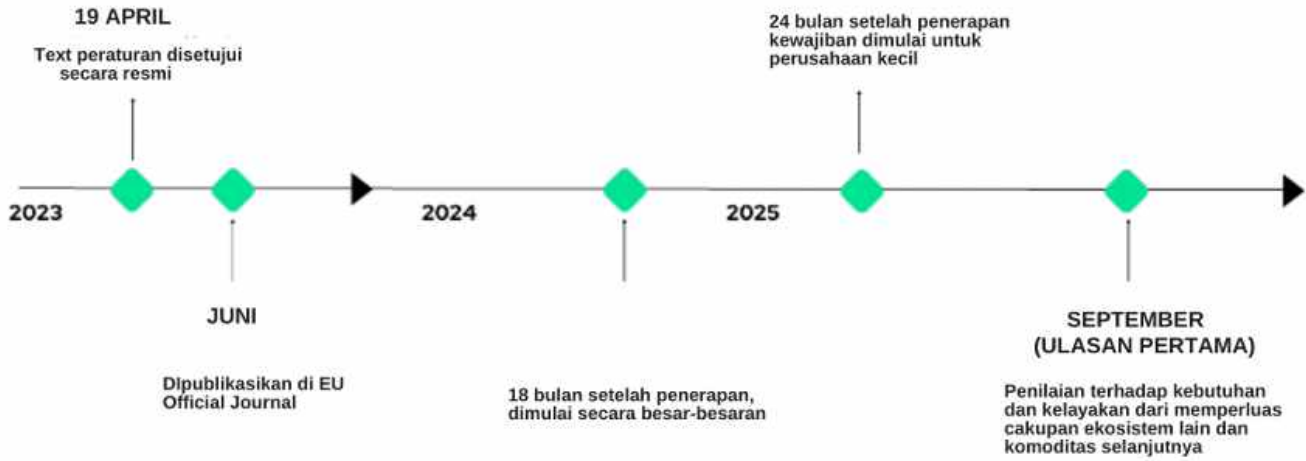 19 APRIL
Text peraturan disetujui
secara resmi
24 bulan setelah penerapan
kewajiban dimulai untuk
perusahaan kecil
2023
2024
2025
JUNI
DIpublikasikan di EU
Official Journal
18 bulan setelah penerapan,
dimulai secara besar-besaran
SEPTEMBER
(ULASAN PERTAMA)
Penilaian terhadap kebutuhan
dan kelayakan dari memperluas
cakupan ekosistem lain dan
komoditas selanjutnya